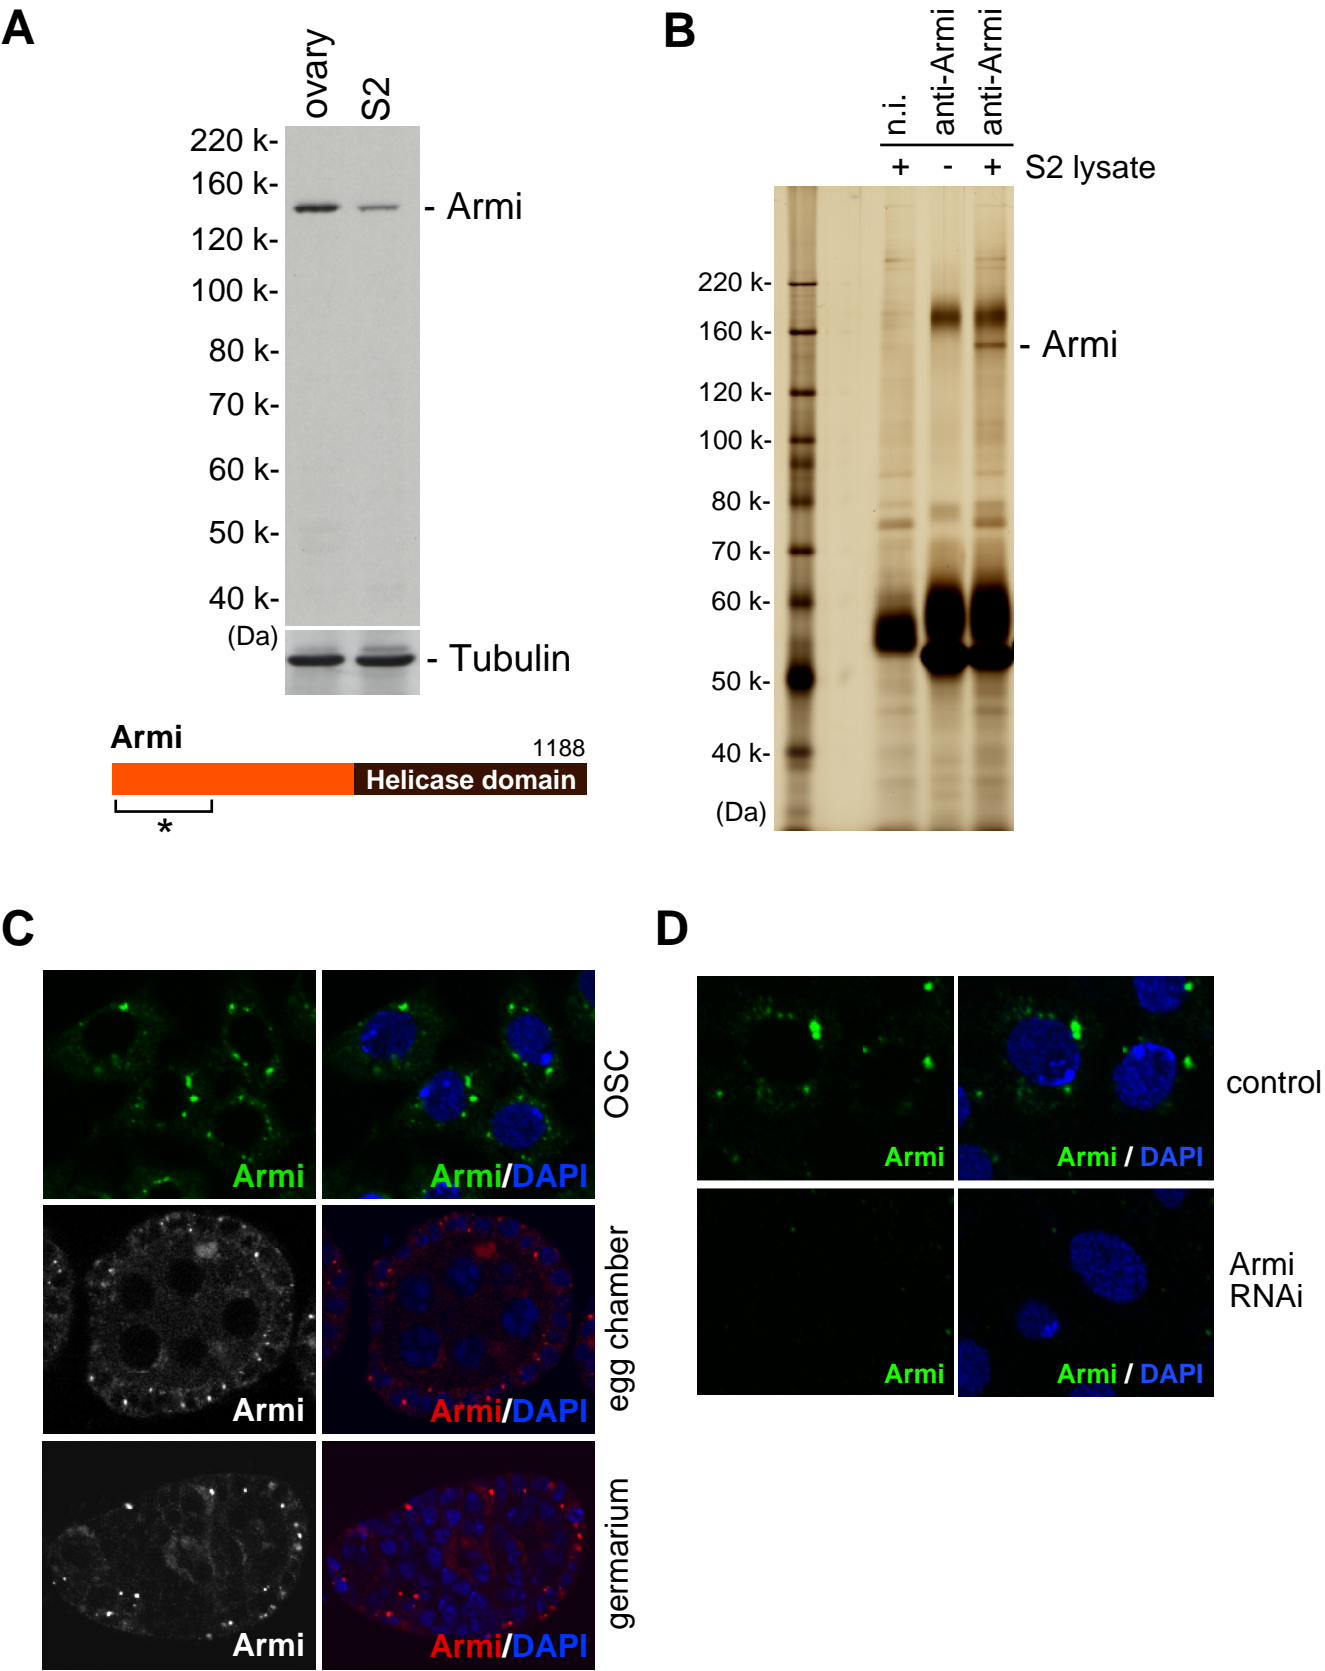 A
ovary
S2
220 k-
160 k-
- Armi
120 k-
100 k-
80 k-
70 k-
60 k-
50 k-
40 k-
(Da)
- Tubulin
Armi
1188
Helicase domain
*
B
n.i.
anti-Armi
anti-Armi
+ - + S2 lysate
220 k-
160 k-
- Armi
120 k-
100 k-
80 k-
70 k-
60 k-
50 k-
40 k-
(Da)
C
Armi
Armi/DAPI
OSC
Armi
Armi/DAPI
egg chamber
Armi
Armi/DAPI
germarium
D
Armi
Armi / DAPI
control
Armi
Armi / DAPI
Armi
RNAi